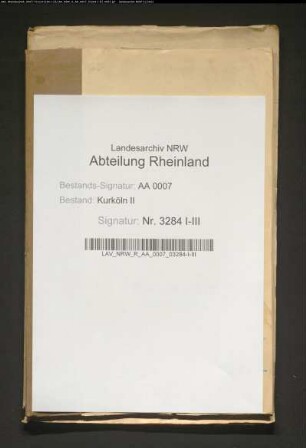 Landesarchiv NRW
Abteilung Rheinland
Bestands-Signatur: AA 0007
Bestand: Kurköln II
Signatur: Nr. 3284 I-III
LAV_NRW_R_AA_0007_03284-I-III